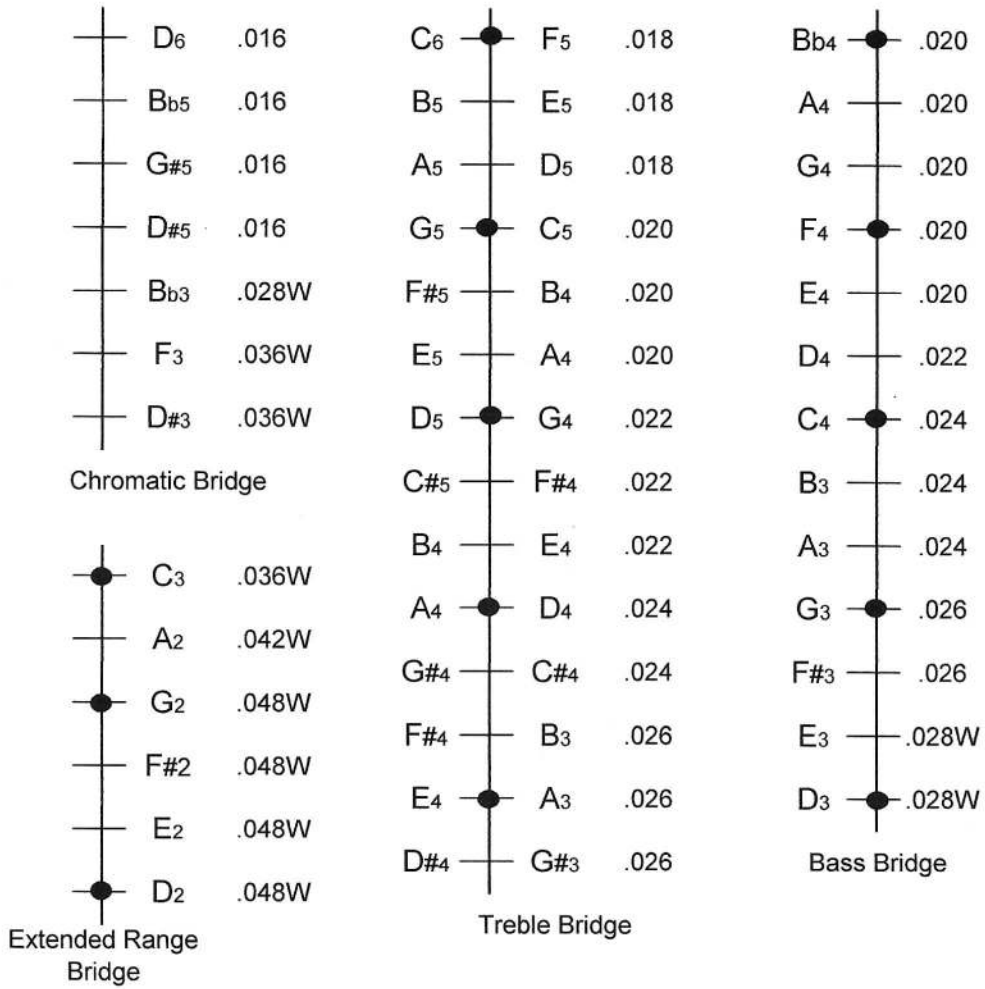 D6 .016
Bb5 .016
G#5 .016
D#5 .016
Bb3 .028W
F3 .036W
D#3 .036W
Chromatic Bridge
C3 .036W
A2 .042W
G2 .048W
F#2 .048W
E2 .048W
D2 .048W
Extended Range
Bridge
C6 F5 .018
B5 E5 .018
A5 D5 .018
G5 C5 .020
F#5 B4 .020
E5 A4 .020
D5 G4 .022
C#5 F#4 .022
B4 E4 .022
A4 D4 .024
G#4 C#4 .024
F#4 B3 .026
E4 A3 .026
D#4 G#3 .026
Treble Bridge
Bb4 .020
A4 .020
G4 .020
F4 .020
E4 .020
D4 .022
C4 .024
B3 .024
A3 .024
G3 .026
F#3 .026
E3 .028W
D3 .028W
Bass Bridge